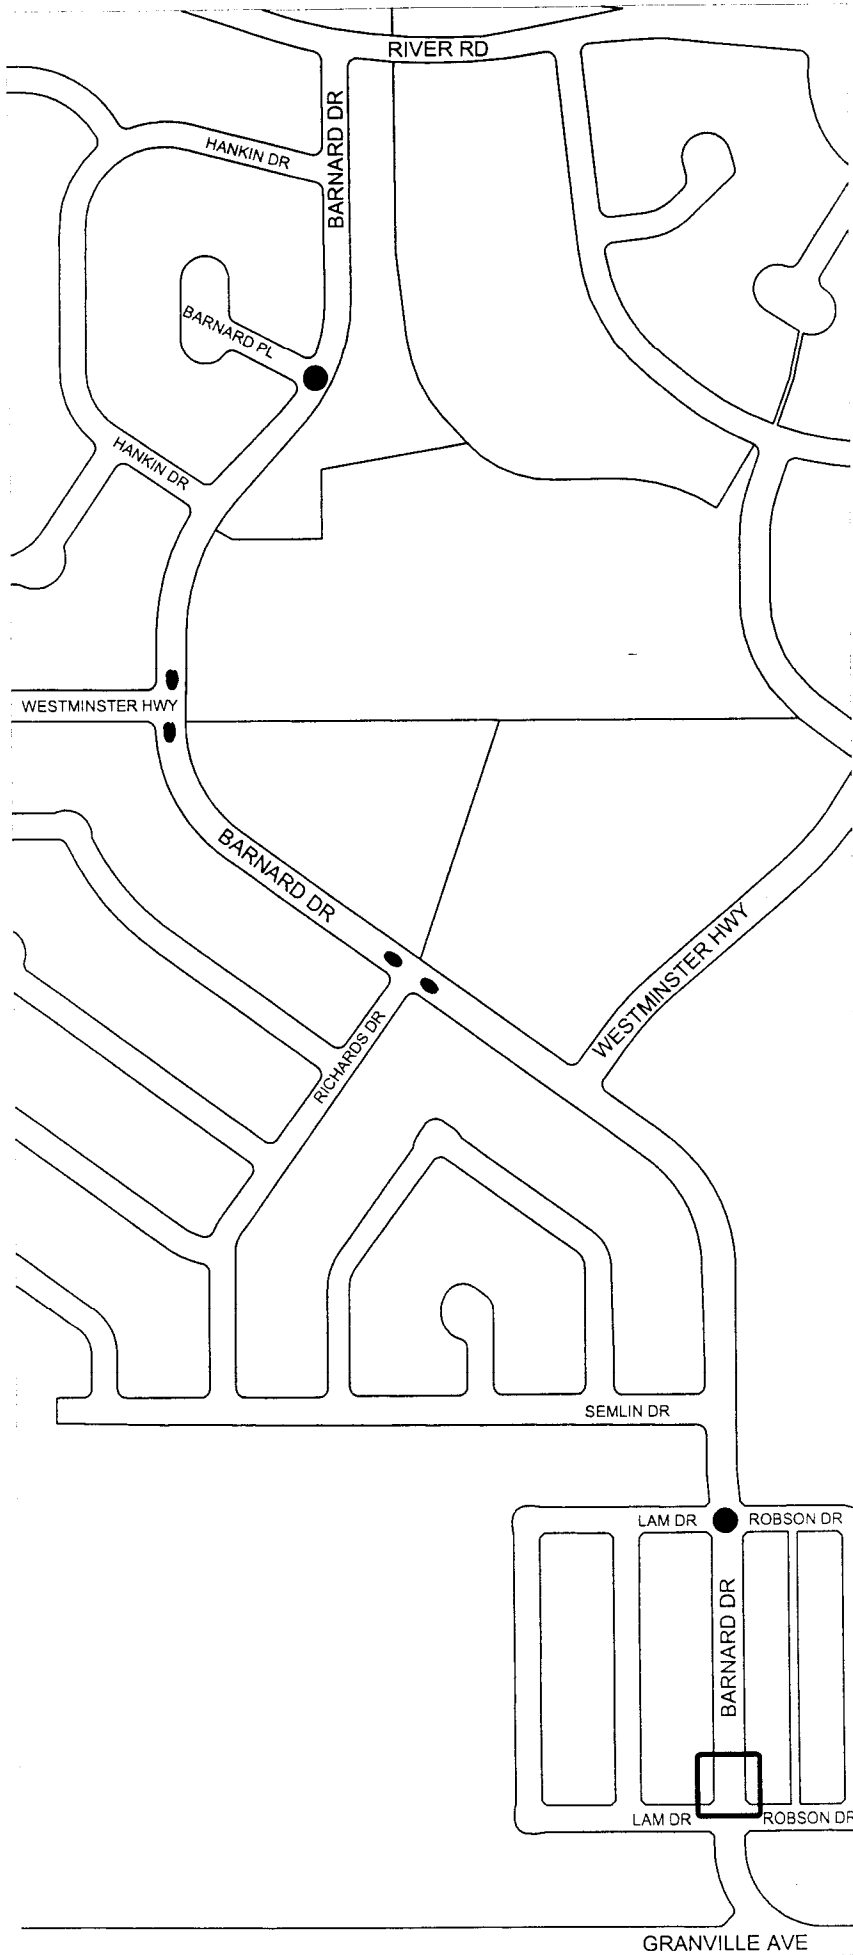 RIVER RD
BARNARD DR
HANKIN DR
BARNARD PL
HANKIN DR
WESTMINSTER HWY
BARNARD DR
WESTMINSTER HWY
RICHARDS DR
SEMLIN DR
LAM DR
ROBSON DR
BARNARD DR
LAM DR
ROBSON DR
GRANVILLE AVE